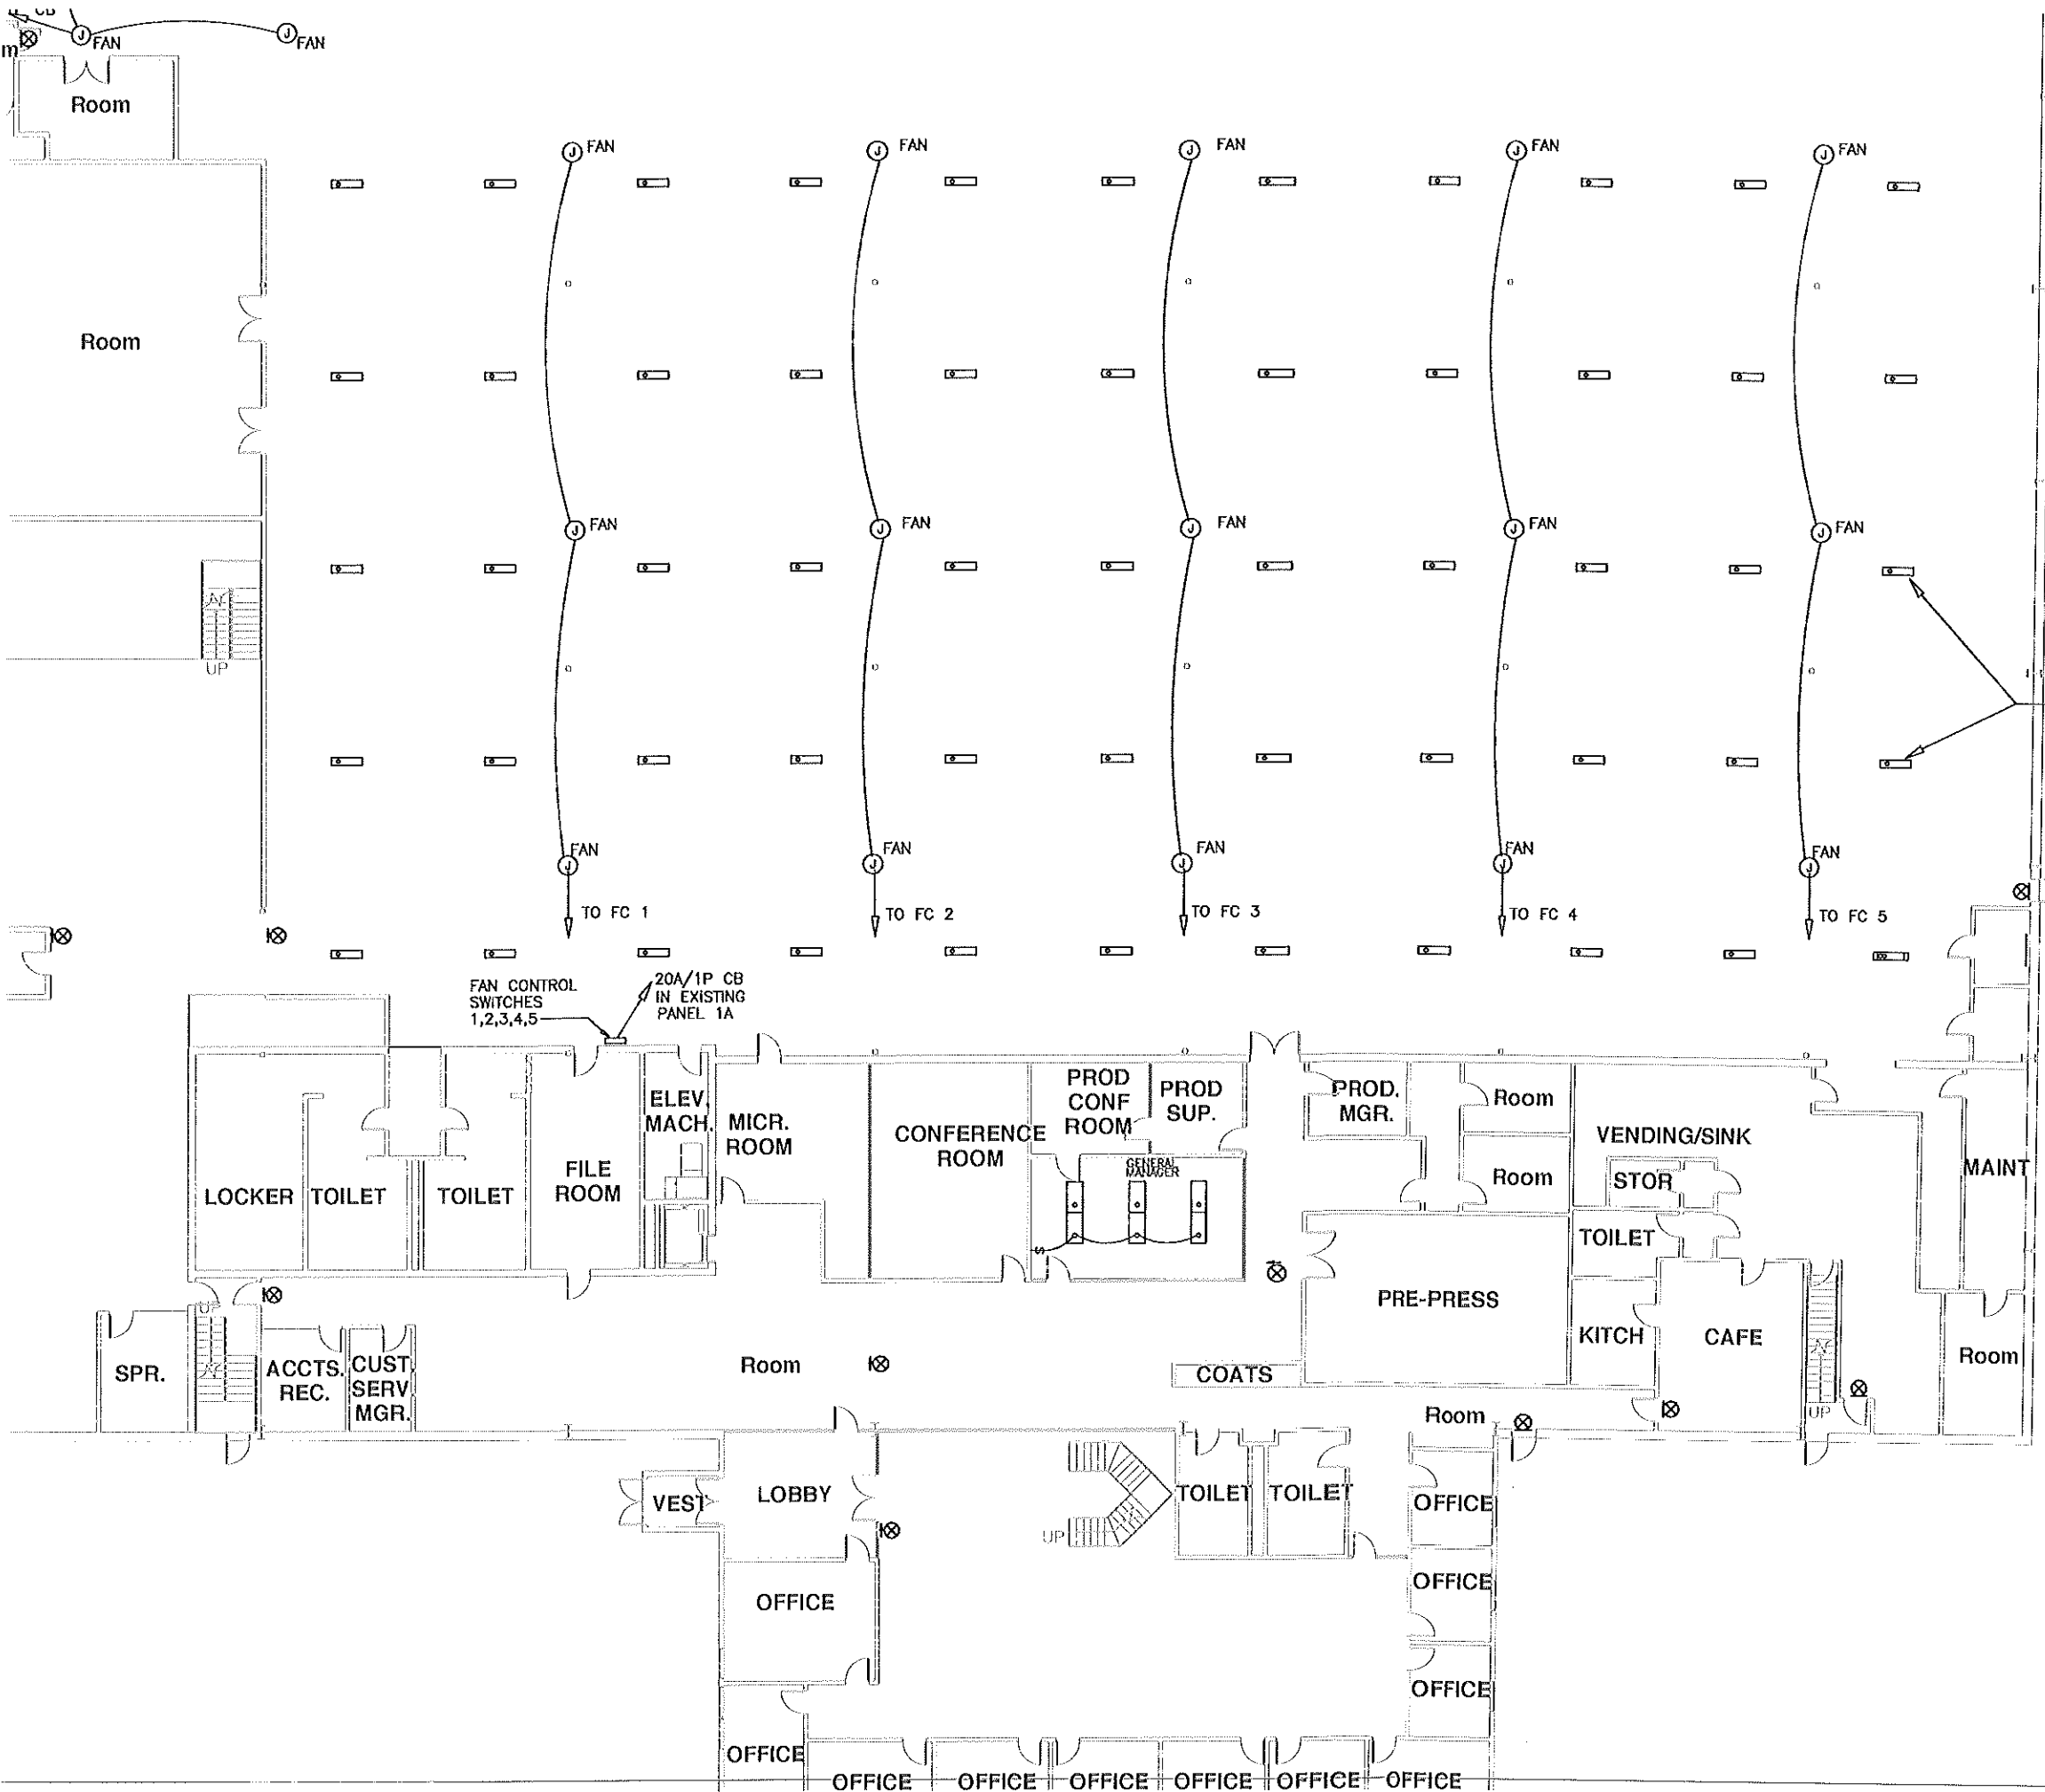 CB
FAN
FAN
m
Room
FAN
FAN
FAN
FAN
FAN
Room
FAN
FAN
FAN
FAN
FAN
UP
FAN
FAN
FAN
FAN
FAN
TO FC 1
TO FC 2
TO FC 3
TO FC 4
TO FC 5
FAN CONTROL
SWITCHES
1,2,3,4,5
20A/1P CB
IN EXISTING
PANEL 1A
LOCKER
TOILET
TOILET
FILE
ROOM
ELEV.
MACH.
MICR.
ROOM
CONFERENCE
ROOM
PROD
CONF
ROOM
PROD
SUP.
GENERAL
MANAGER
S
PROD.
MGR.
Room
Room
VENDING/SINK
STOR
TOILET
MAINT
PRE-PRESS
KITCH
CAFE
Room
UP
SPR.
UP
ACCTS.
REC.
CUST.
SERV.
MGR.
Room
COATS
Room
VEST
LOBBY
UP
TOILET
TOILET
OFFICE
OFFICE
OFFICE
OFFICE
OFFICE
OFFICE
OFFICE
OFFICE
OFFICE
OFFICE
OFFICE